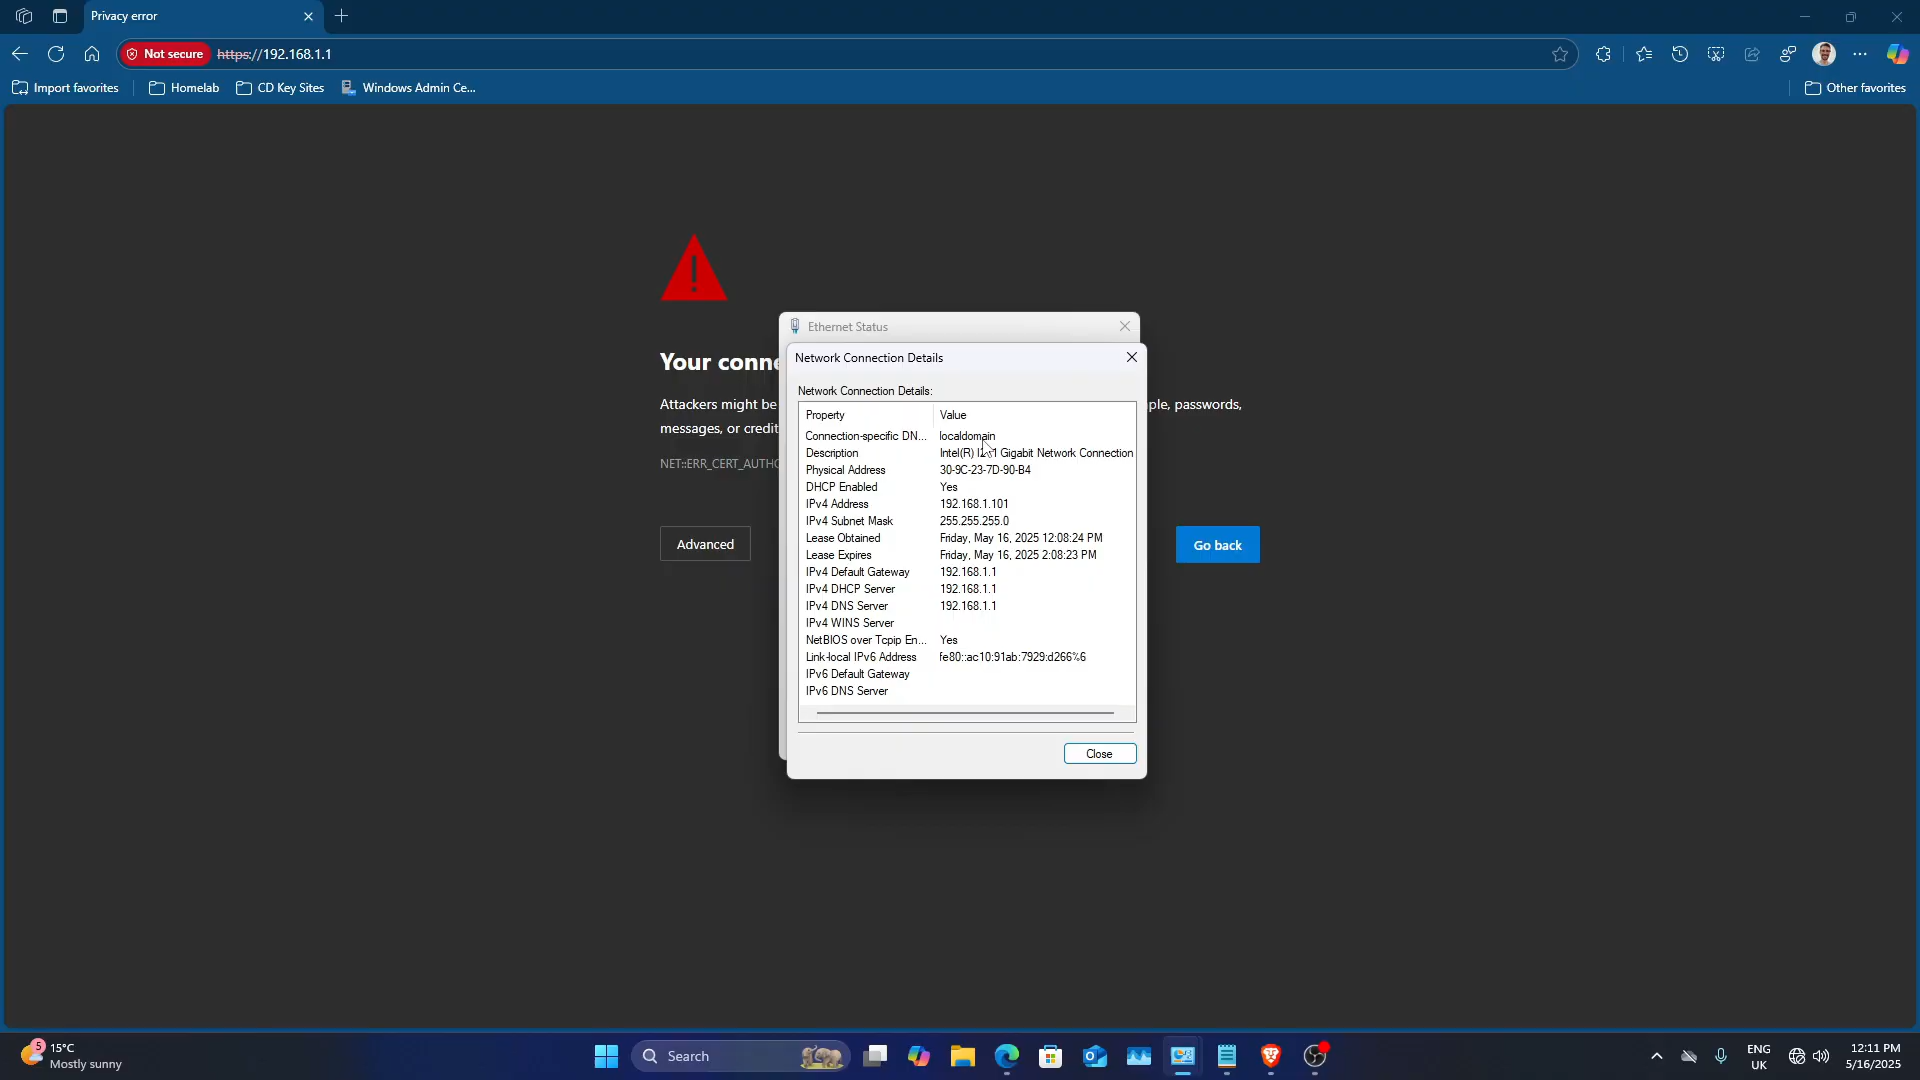 Privacy error
Not secure
https://192.168.1.1
Import favorites
Homelab
CD Key Sites
Windows Admin Ce...
Other favorites
Your conne
Attackers might be
ple, passwords,
messages, or credit
NET::ERR_CERT_AUTHO
Advanced
Go back
Ethernet Status
Network Connection Details
Network Connection Details:
Property Value
Connection-specific DN... localdomain
Description Intel(R) I211 Gigabit Network Connection
Physical Address 30-9C-23-7D-90-B4
DHCP Enabled Yes
IPv4 Address 192.168.1.101
IPv4 Subnet Mask 255.255.255.0
Lease Obtained Friday, May 16, 2025 12:08:24 PM
Lease Expires Friday, May 16, 2025 2:08:23 PM
IPv4 Default Gateway 192.168.1.1
IPv4 DHCP Server 192.168.1.1
IPv4 DNS Server 192.168.1.1
IPv4 WINS Server
NetBIOS over Tcpip En... Yes
Link-local IPv6 Address fe80::ac10:91ab:7929:d266%6
IPv6 Default Gateway
IPv6 DNS Server
Close
5
15°C
Mostly sunny
Search
ENG
UK
12:11 PM
5/16/2025